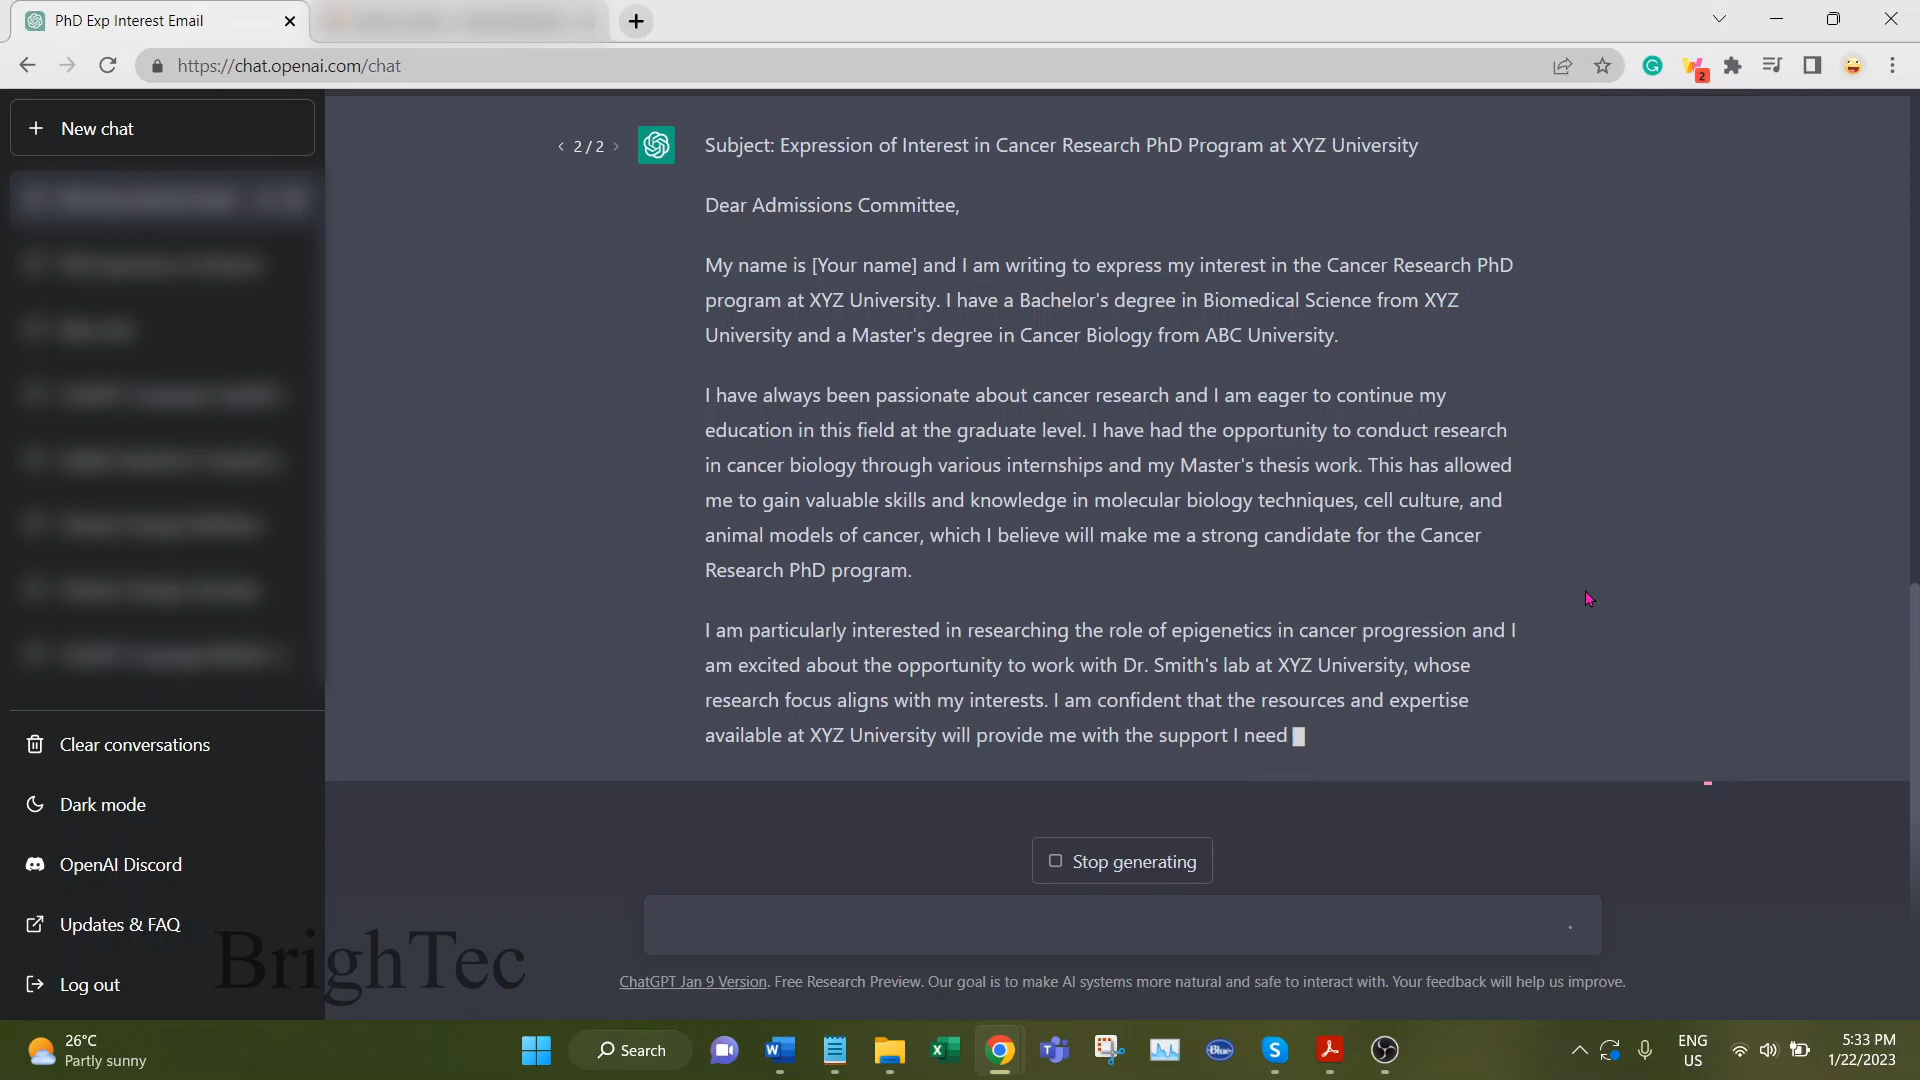 PhD Exp Interest Email
https://chat.openai.com/chat
2
New chat
2 / 2
Subject: Expression of Interest in Cancer Research PhD Program at XYZ University
Dear Admissions Committee,
My name is [Your name] and I am writing to express my interest in the Cancer Research PhD
program at XYZ University. I have a Bachelor's degree in Biomedical Science from XYZ
University and a Master's degree in Cancer Biology from ABC University.
I have always been passionate about cancer research and I am eager to continue my
education in this field at the graduate level. I have had the opportunity to conduct research
in cancer biology through various internships and my Master's thesis work. This has allowed
me to gain valuable skills and knowledge in molecular biology techniques, cell culture, and
animal models of cancer, which I believe will make me a strong candidate for the Cancer
Research PhD program.
I am particularly interested in researching the role of epigenetics in cancer progression and I
am excited about the opportunity to work with Dr. Smith's lab at XYZ University, whose
research focus aligns with my interests. I am confident that the resources and expertise
available at XYZ University will provide me with the support I need
Clear conversations
Dark mode
OpenAI Discord
Updates & FAQ
Log out
BrighTec
Stop generating
ChatGPT Jan 9 Version. Free Research Preview. Our goal is to make AI systems more natural and safe to interact with. Your feedback will help us improve.
26°C
Partly sunny
Search
Blue
ENG
US
5:33 PM
1/22/2023